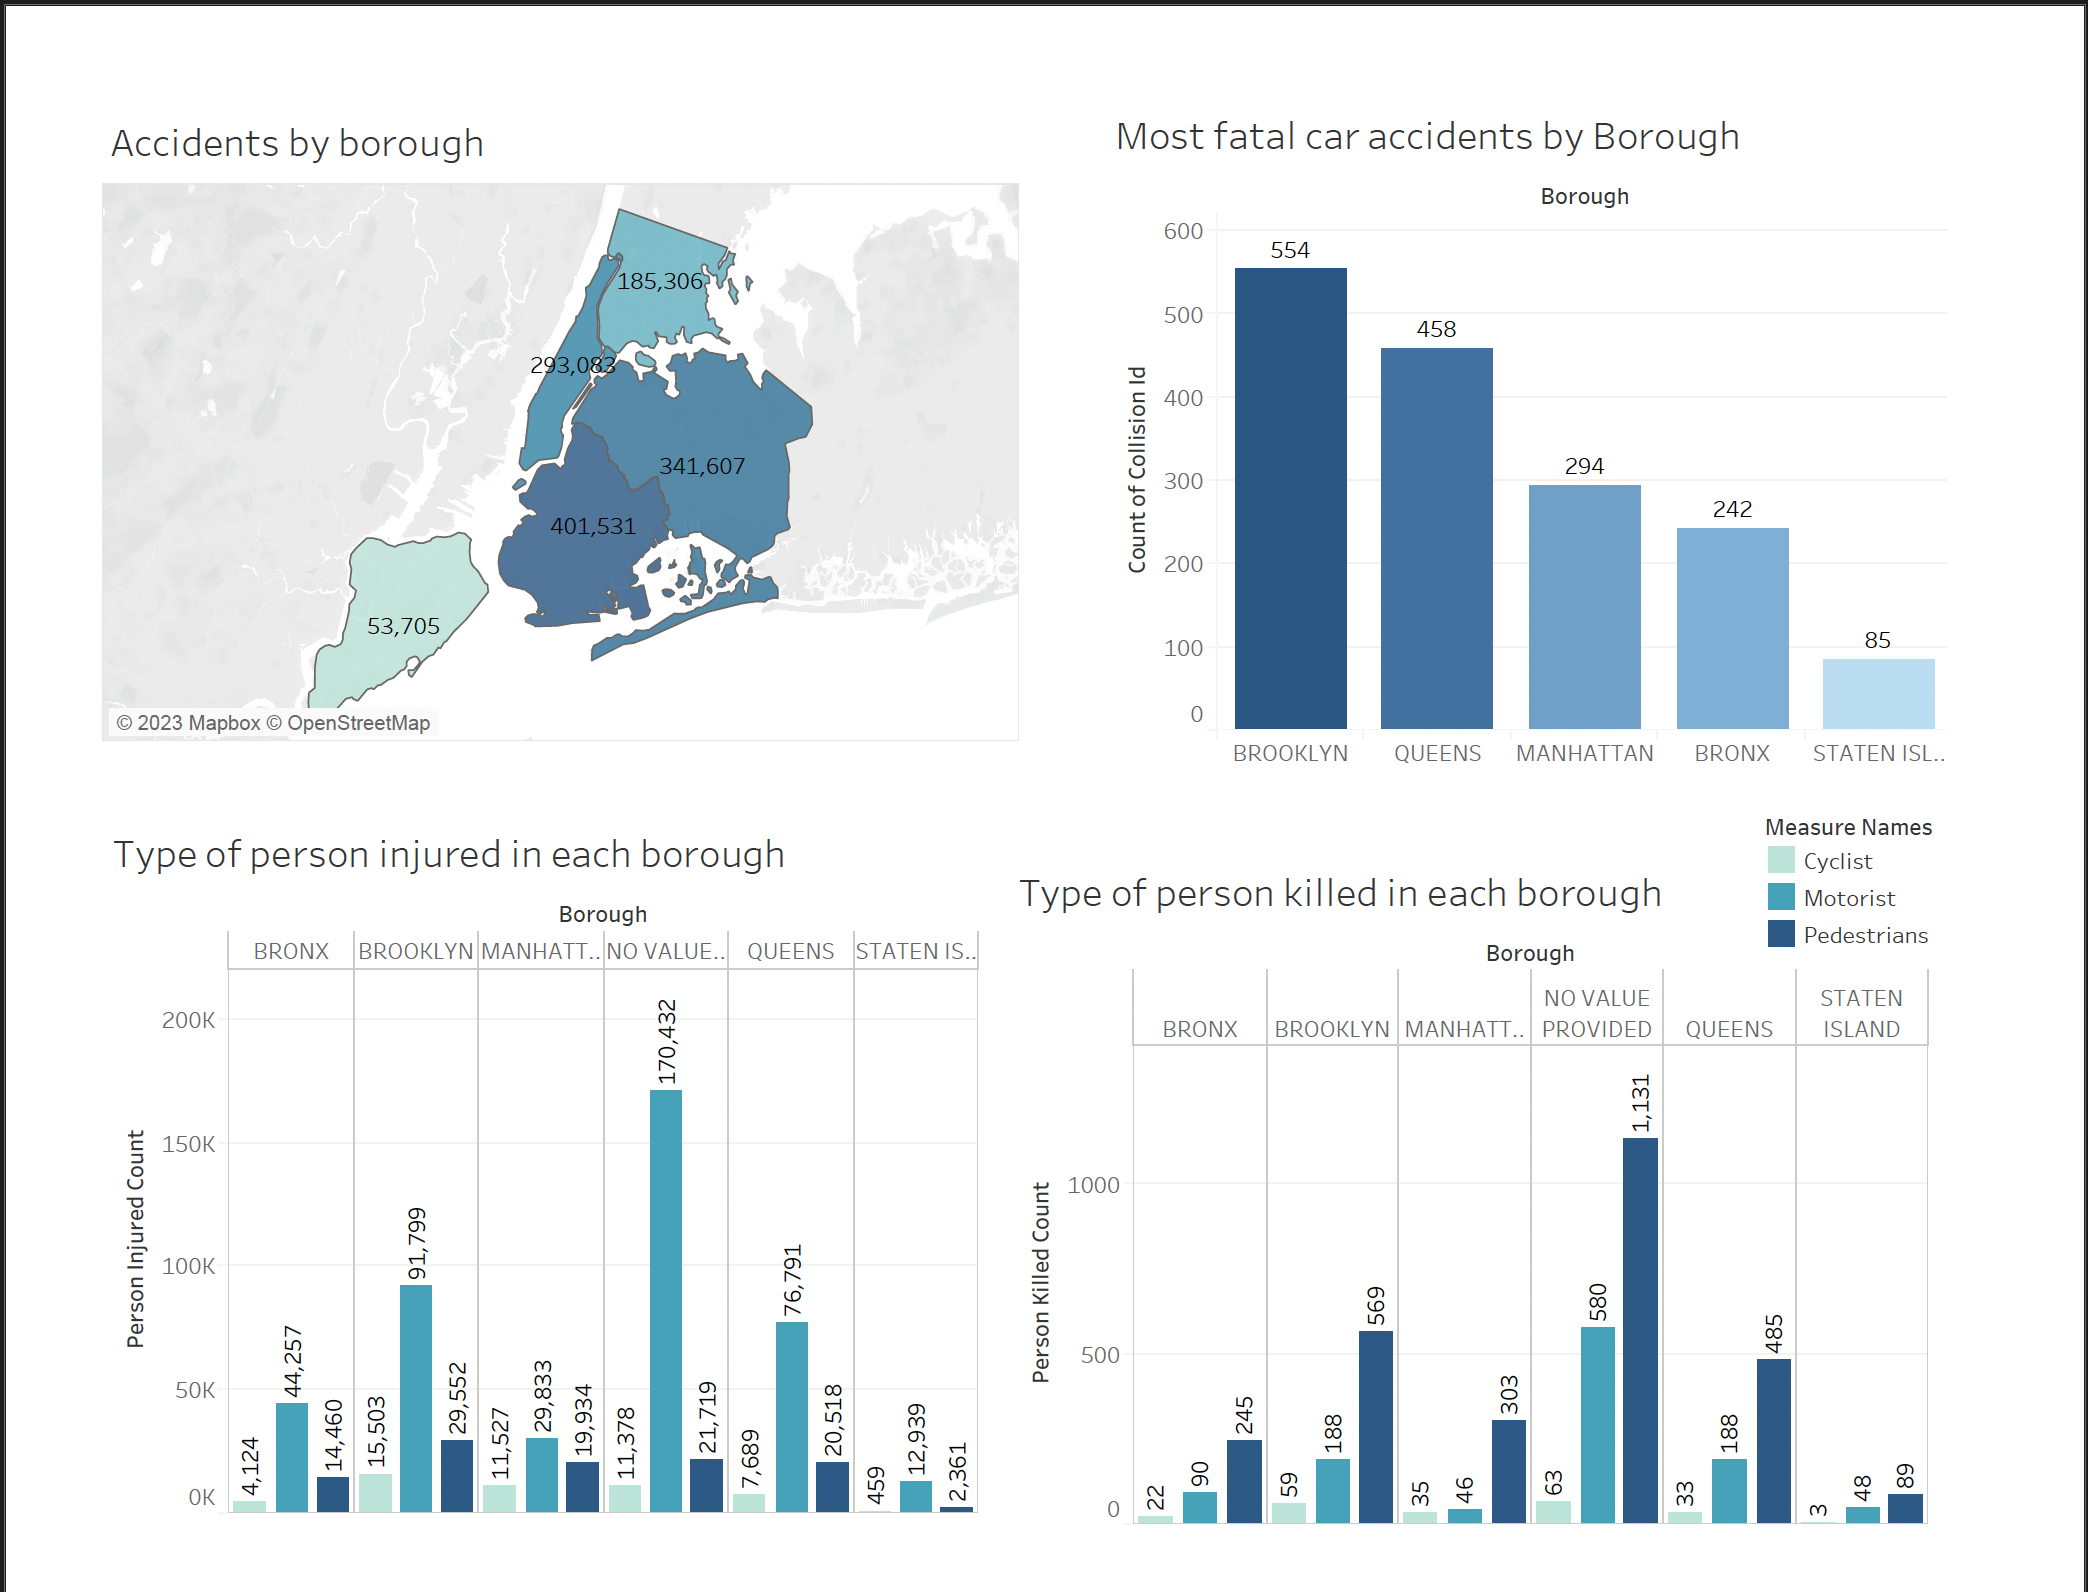 Accidents by borough
185,306
293,083
341,607
401,531
53,705
© 2023 Mapbox © OpenStreetMap
Most fatal car accidents by Borough
Borough
Count of Collision Id
600
500
400
300
200
100
0
554
458
294
242
85
BROOKLYN QUEENS MANHATTAN BRONX STATEN ISL..
Type of person injured in each borough
Borough
BRONX BROOKLYN MANHATT.. NO VALUE.. QUEENS STATEN IS..
Person Injured Count
200K
150K
100K
50K
0K
4,124
44,257
14,460
15,503
91,799
29,552
11,527
29,833
19,934
11,378
170,432
21,719
7,689
76,791
20,518
459
12,939
2,361
Measure Names
Cyclist
Motorist
Pedestrians
Type of person killed in each borough
Borough
BRONX BROOKLYN MANHATT.. NO VALUE PROVIDED QUEENS STATEN ISLAND
Person Killed Count
1000
500
0
22
90
245
59
188
569
35
46
303
63
580
1,131
33
188
485
3
48
89